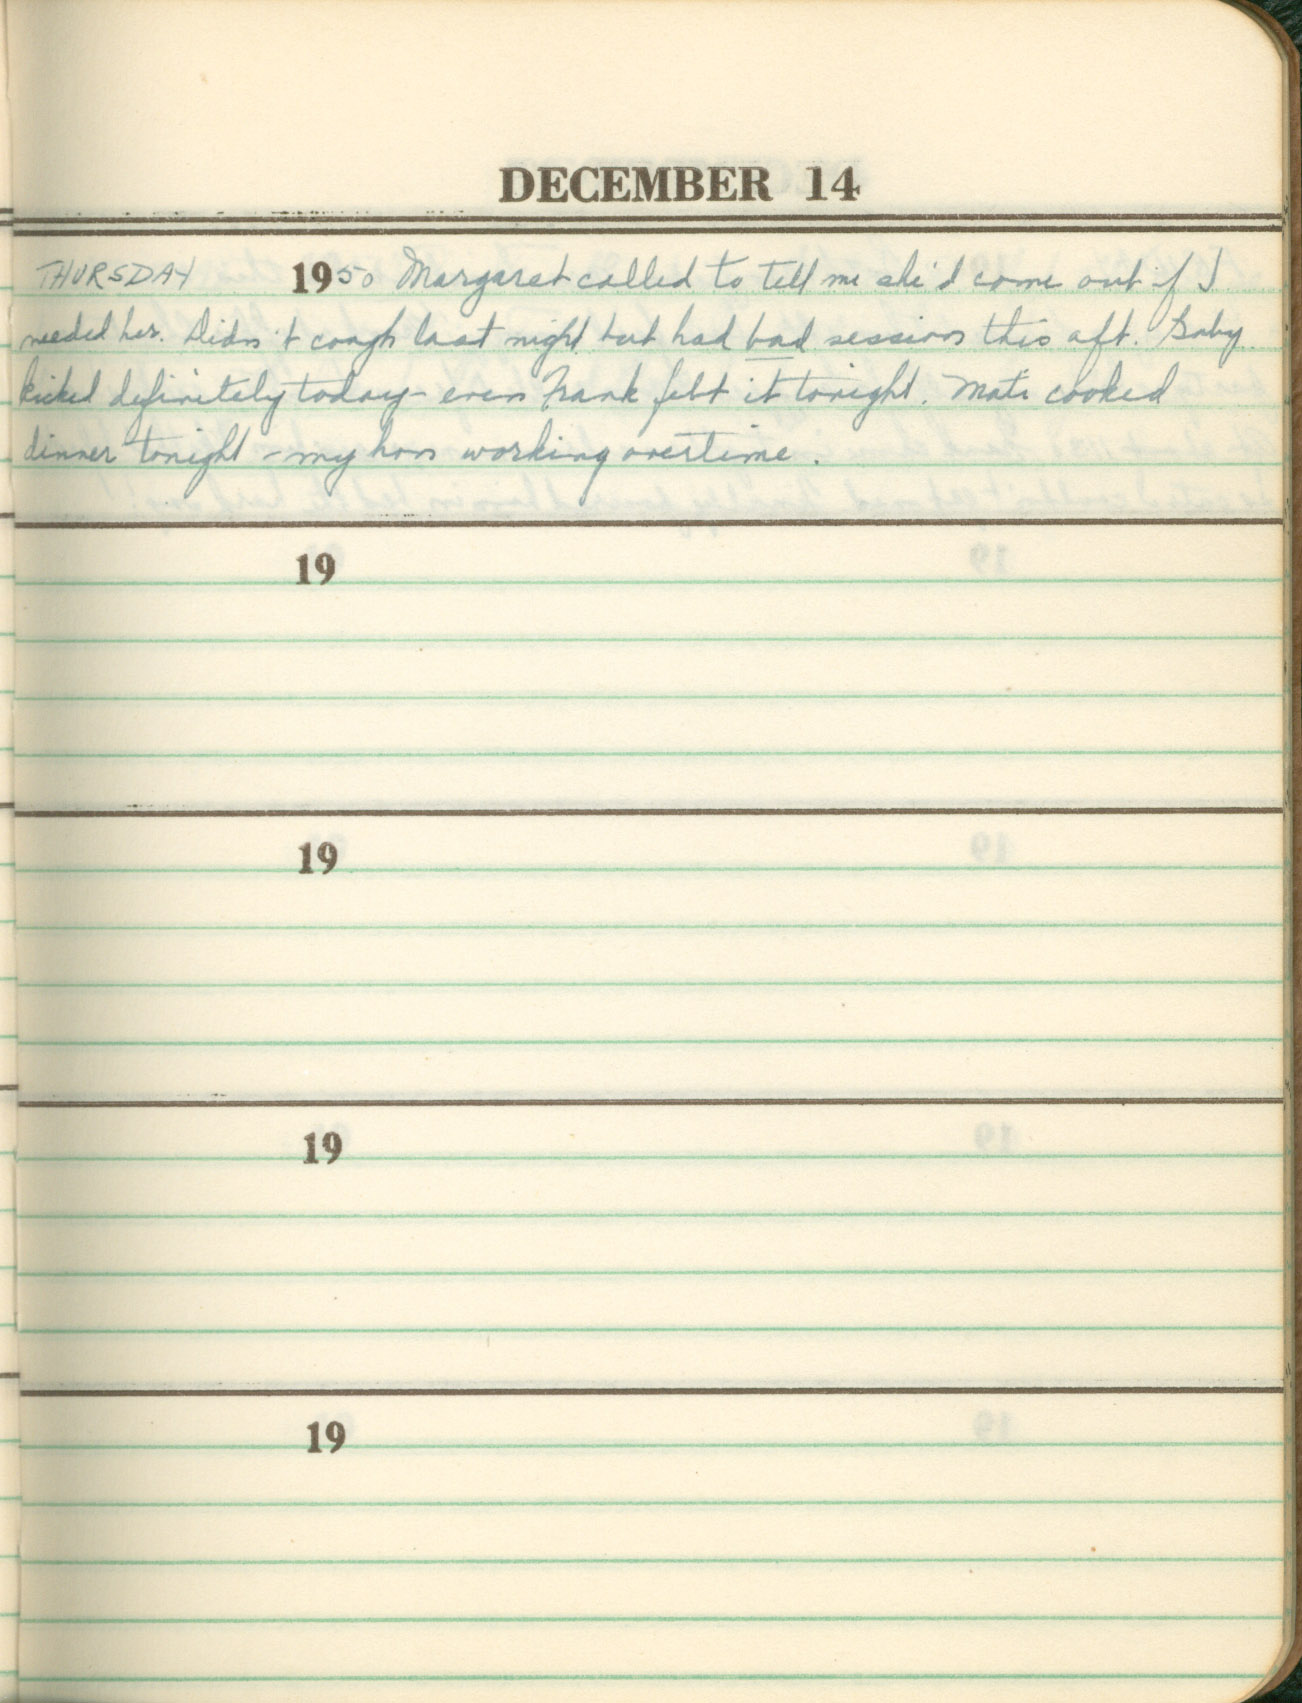 DECEMBER 14
THURSDAY 1950 Margaret called to tell me she'd come out if I
needed her. Didn't cough last night but had bad session this aft. Baby
kicked definitely today - even Frank felt it tonight. Mati cooked
dinner tonight - my hon working overtime.
19
19
19
19